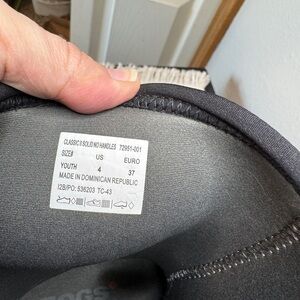 CLASSIC II SOLID NO HANDLES 72951-001
SIZE# US EURO
YOUTH 4 37
MADE IN DOMINICAN REPUBLIC
I2B/PO: 536203 TC-43